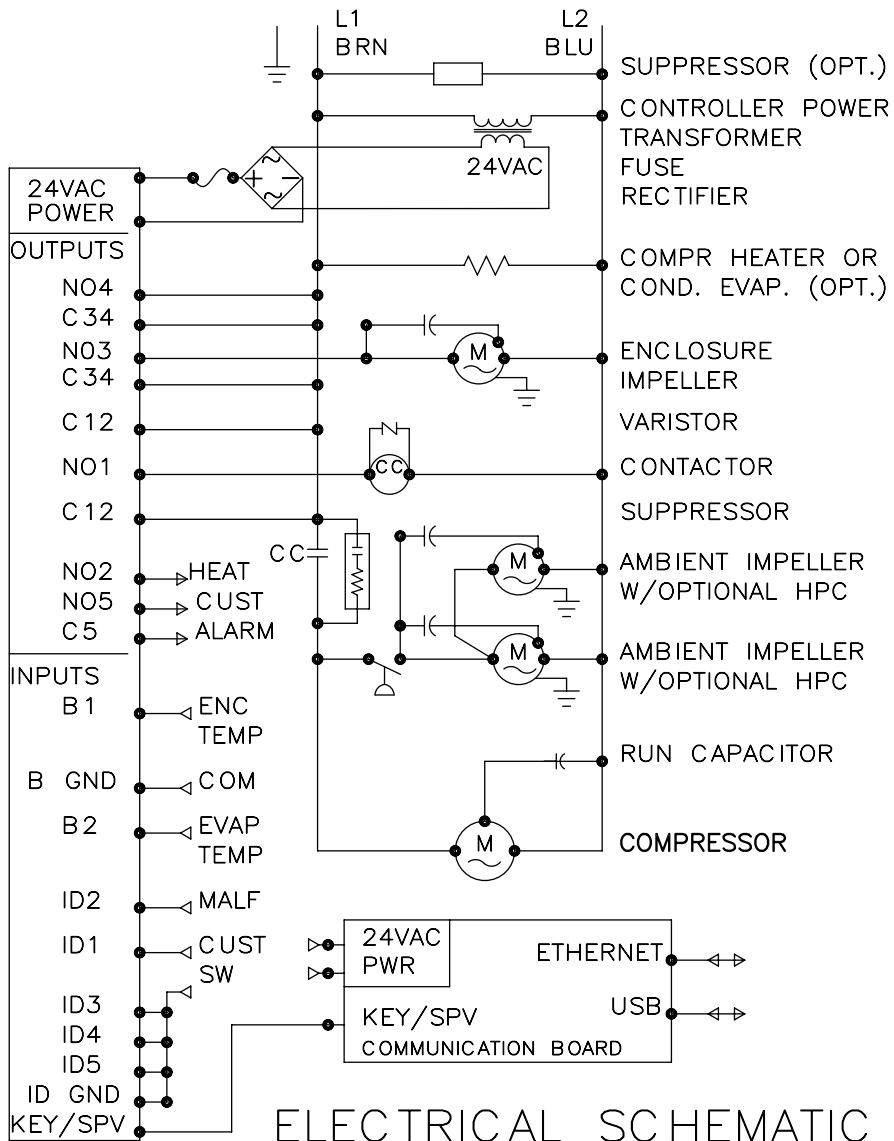 L1
BRN
L2
BLU
SUPPRESSOR (OPT.)
CONTROLLER POWER
TRANSFORMER
FUSE
RECTIFIER
24VAC
+ −
24VAC
POWER
OUTPUTS
COMPR HEATER OR
COND. EVAP. (OPT.)
NO4
C34
NO3
C34
M
ENCLOSURE
IMPELLER
C12
VARISTOR
NO1
CC
CONTACTOR
C12
SUPPRESSOR
CC
NO2
HEAT
NO5
CUST
C5
ALARM
M
AMBIENT IMPELLER
W/OPTIONAL HPC
M
AMBIENT IMPELLER
W/OPTIONAL HPC
INPUTS
B1
ENC
TEMP
B GND
COM
RUN CAPACITOR
B2
EVAP
TEMP
M
COMPRESSOR
ID2
MALF
ID1
CUST
SW
ID3
ID4
ID5
ID GND
KEY/SPV
24VAC
PWR
ETHERNET
USB
KEY/SPV
COMMUNICATION BOARD
ELECTRICAL SCHEMATIC